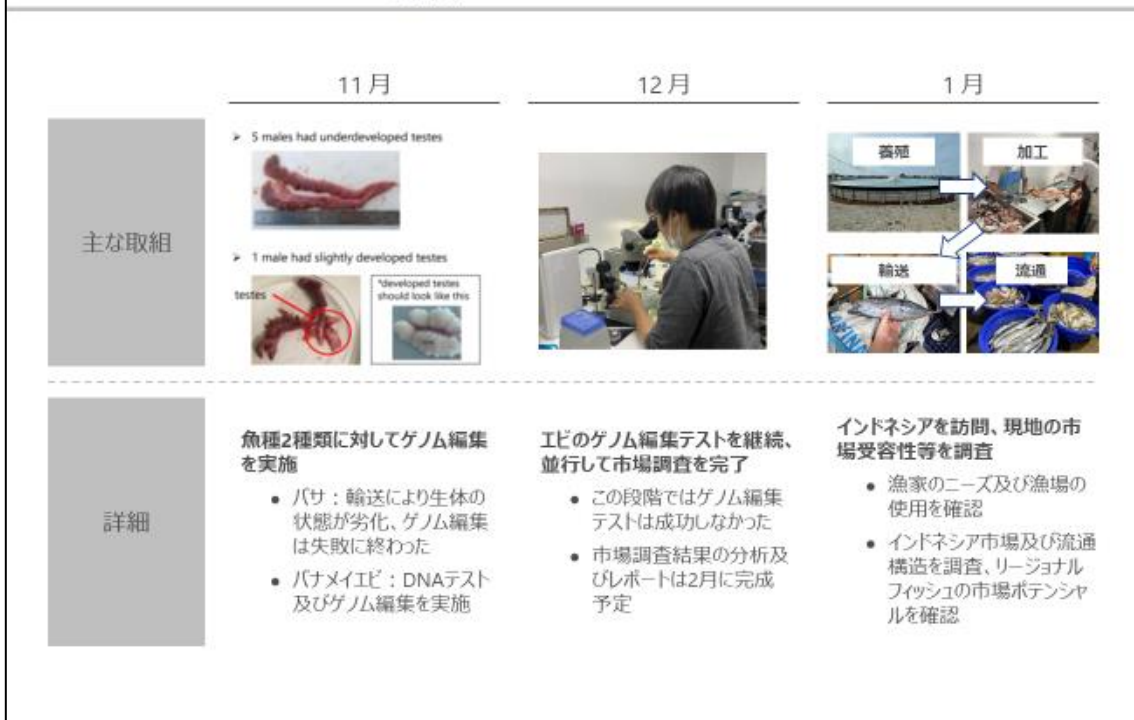 11月
12月
1月
主な取組
➢ 5 males had underdeveloped testes
➢ 1 male had slightly developed testes
testes
*developed testes
should look like this
養殖
加工
輸送
流通
詳細
魚種2種類に対してゲノム編集
を実施
• バサ：輸送により生体の
状態が劣化、ゲノム編集
は失敗に終わった
• バナメイエビ：DNAテスト
及びゲノム編集を実施
エビのゲノム編集テストを継続、
並行して市場調査を完了
• この段階ではゲノム編集
テストは成功しなかった
• 市場調査結果の分析及
びレポートは2月に完成
予定
インドネシアを訪問、現地の市
場受容性等を調査
• 漁家のニーズ及び漁場の
使用を確認
• インドネシア市場及び流通
構造を調査、リージョナル
フィッシュの市場ポテンシャ
ルを確認